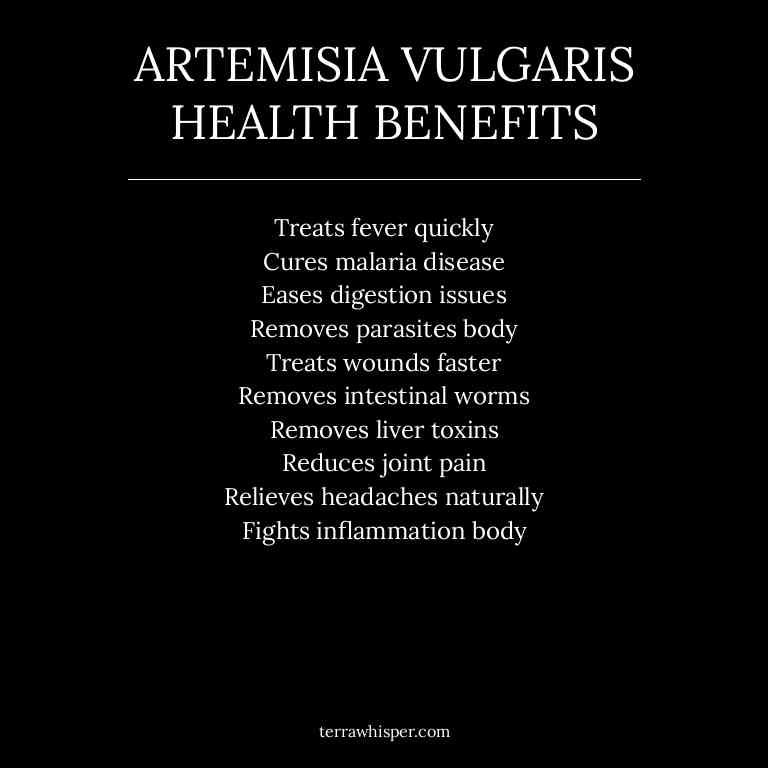 ARTEMISIA VULGARIS
HEALTH BENEFITS
Treats fever quickly
Cures malaria disease
Eases digestion issues
Removes parasites body
Treats wounds faster
Removes intestinal worms
Removes liver toxins
Reduces joint pain
Relieves headaches naturally
Fights inflammation body
terrawhisper.com